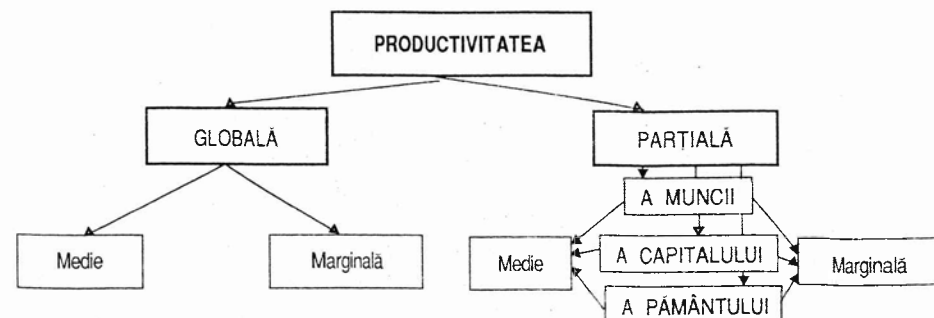 PRODUCTIVITATEA
GLOBALĂ
PARȚIALĂ
A MUNCII
Medie
Marginală
Medie
A CAPITALULUI
Marginală
A PĂMÂNTULUI